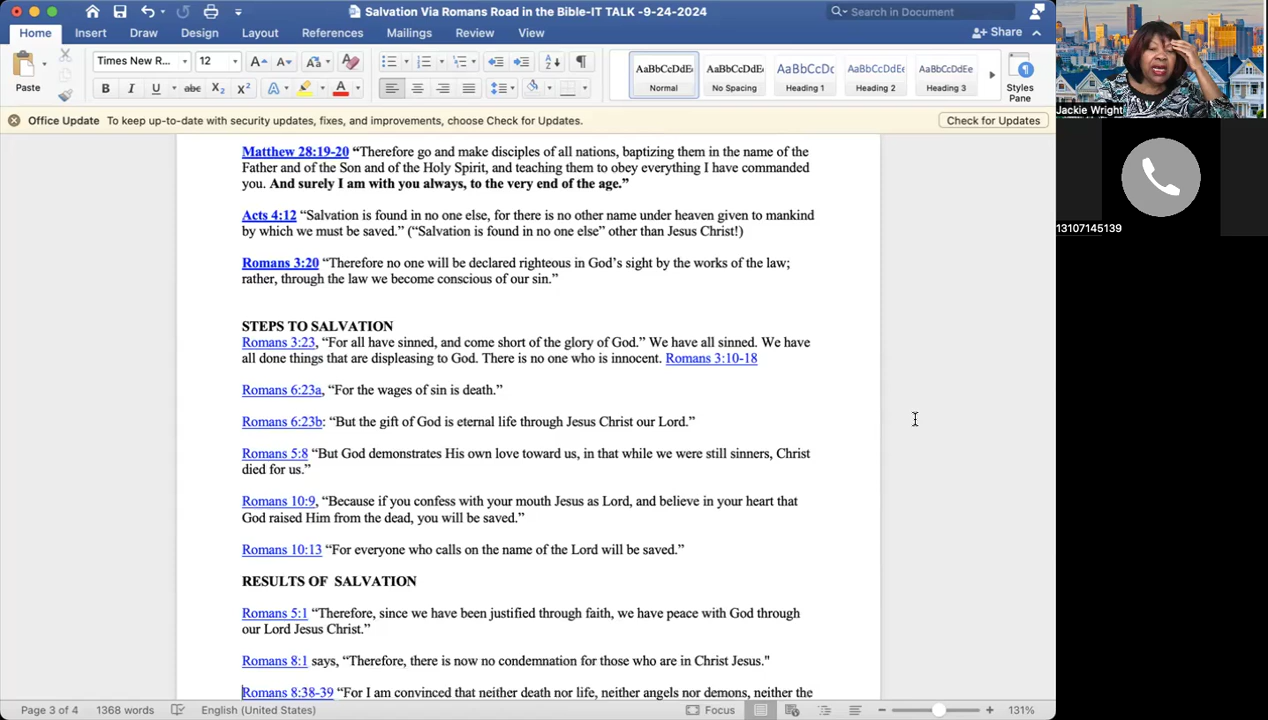 Salvation Via Romans Road in the Bible-IT TALK -9-24-2024
Search in Document
Home Insert Draw Design Layout References Mailings Review View
Share
Paste
Times New R... 12
AaBbCcDdE Normal
AaBbCcDdE No Spacing
AaBbCcDc Heading 1
AaBbCcDdE Heading 2
AaBbCcDdE Heading 3
Styles Pane
Office Update To keep up-to-date with security updates, fixes, and improvements, choose Check for Updates.
Check for Updates
Matthew 28:19-20 “Therefore go and make disciples of all nations, baptizing them in the name of the
Father and of the Son and of the Holy Spirit, and teaching them to obey everything I have commanded
you. And surely I am with you always, to the very end of the age.”
Acts 4:12 “Salvation is found in no one else, for there is no other name under heaven given to mankind
by which we must be saved.” (“Salvation is found in no one else” other than Jesus Christ!)
Romans 3:20 “Therefore no one will be declared righteous in God’s sight by the works of the law;
rather, through the law we become conscious of our sin.”
STEPS TO SALVATION
Romans 3:23, “For all have sinned, and come short of the glory of God.” We have all sinned. We have
all done things that are displeasing to God. There is no one who is innocent. Romans 3:10-18
Romans 6:23a, “For the wages of sin is death.”
Romans 6:23b: “But the gift of God is eternal life through Jesus Christ our Lord.”
Romans 5:8 “But God demonstrates His own love toward us, in that while we were still sinners, Christ
died for us.”
Romans 10:9, “Because if you confess with your mouth Jesus as Lord, and believe in your heart that
God raised Him from the dead, you will be saved.”
Romans 10:13 “For everyone who calls on the name of the Lord will be saved.”
RESULTS OF SALVATION
Romans 5:1 “Therefore, since we have been justified through faith, we have peace with God through
our Lord Jesus Christ.”
Romans 8:1 says, “Therefore, there is now no condemnation for those who are in Christ Jesus."
Romans 8:38-39 “For I am convinced that neither death nor life, neither angels nor demons, neither the
Page 3 of 4 1368 words English (United States) Focus 131%
Jackie Wright
13107145139